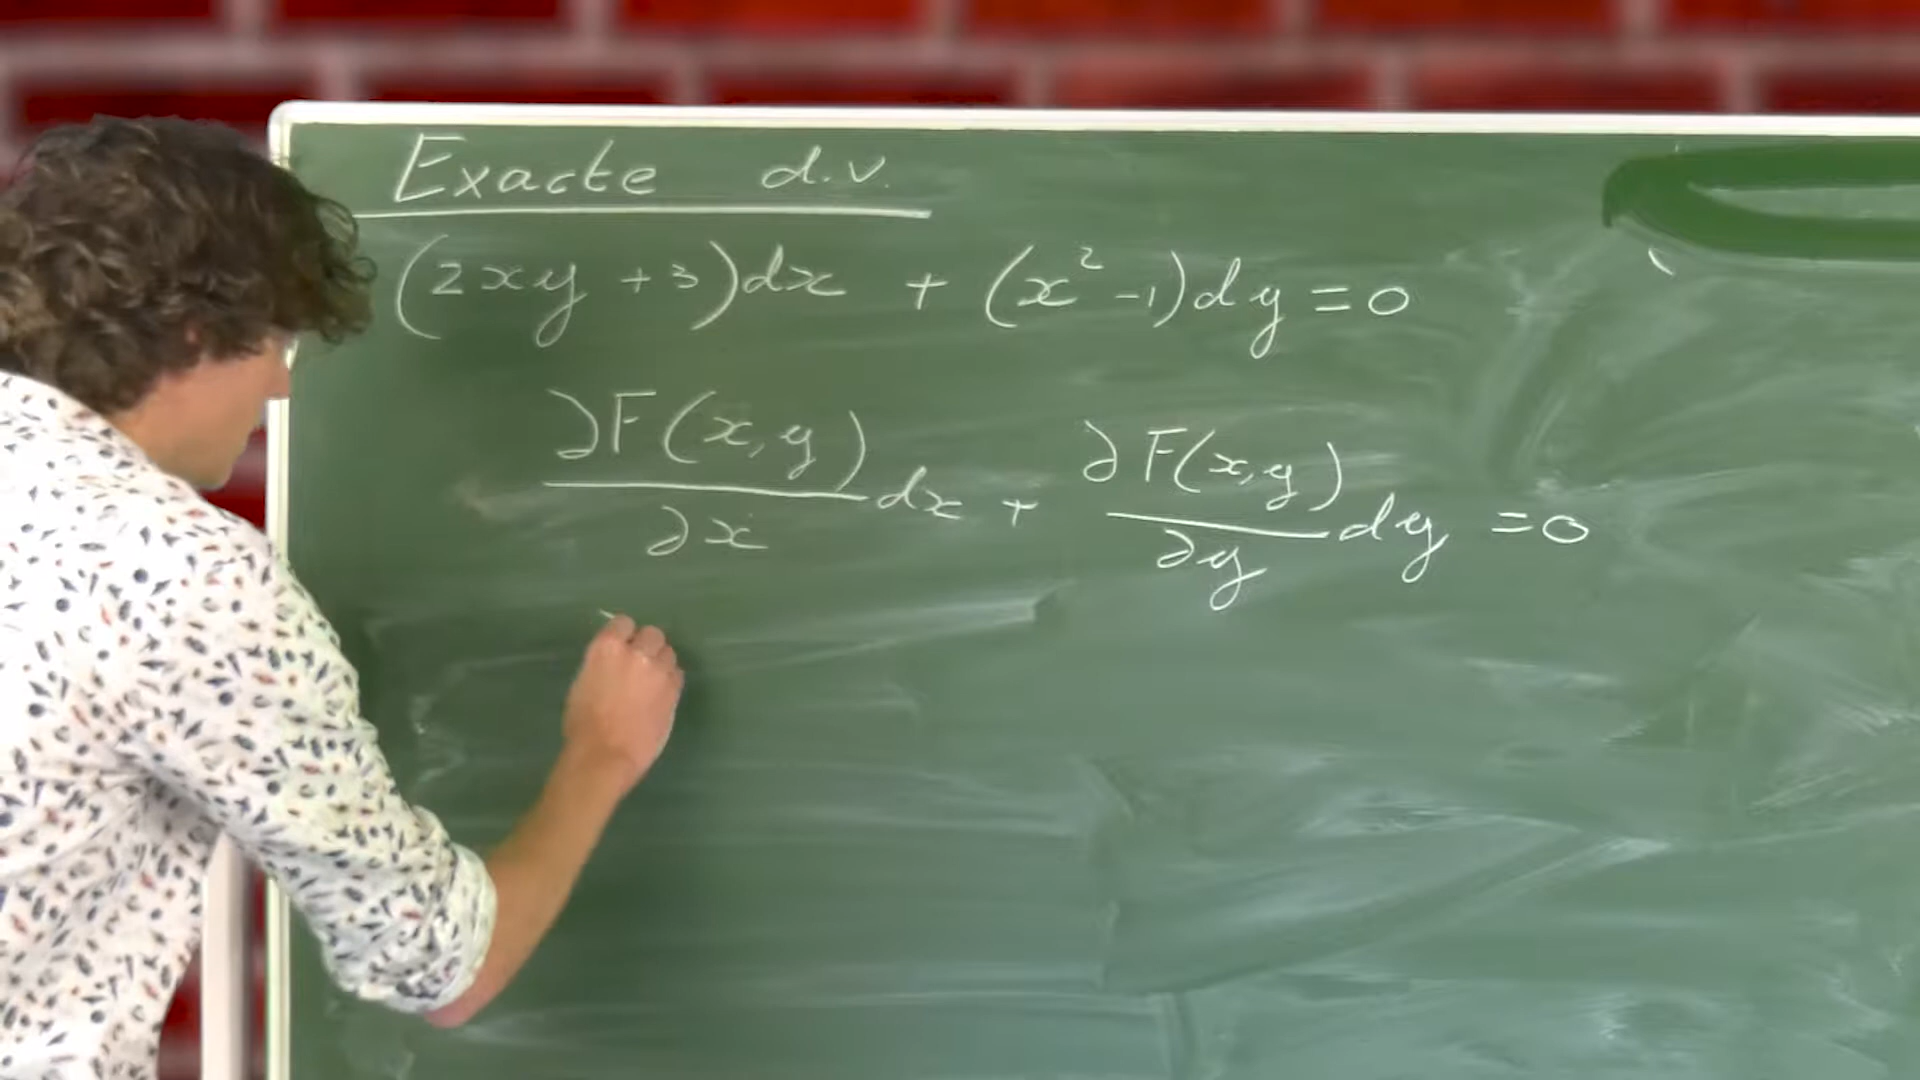 Exacte d.v.
(2xy + 3)dx + (x² - 1)dy = 0
∂F(x,y)/∂x dx + ∂F(x,y)/∂y dy = 0